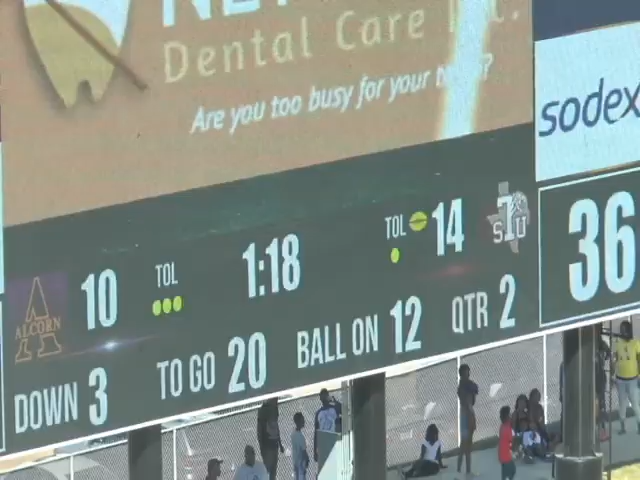 Dental Care
Are you too busy for your
sodex
36
ALCORN
10
TOL
1:18
TOL
14
TSU
DOWN 3
TO GO 20
BALL ON 12
QTR 2